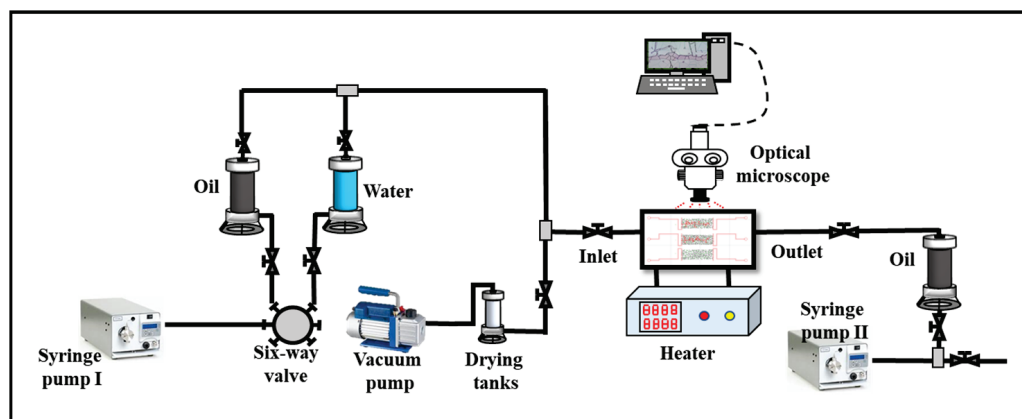 Optical
microscope
Oil
Water
Inlet
Outlet
Oil
Syringe
pump I
Six-way
valve
Vacuum
pump
Drying
tanks
Heater
Syringe
pump II